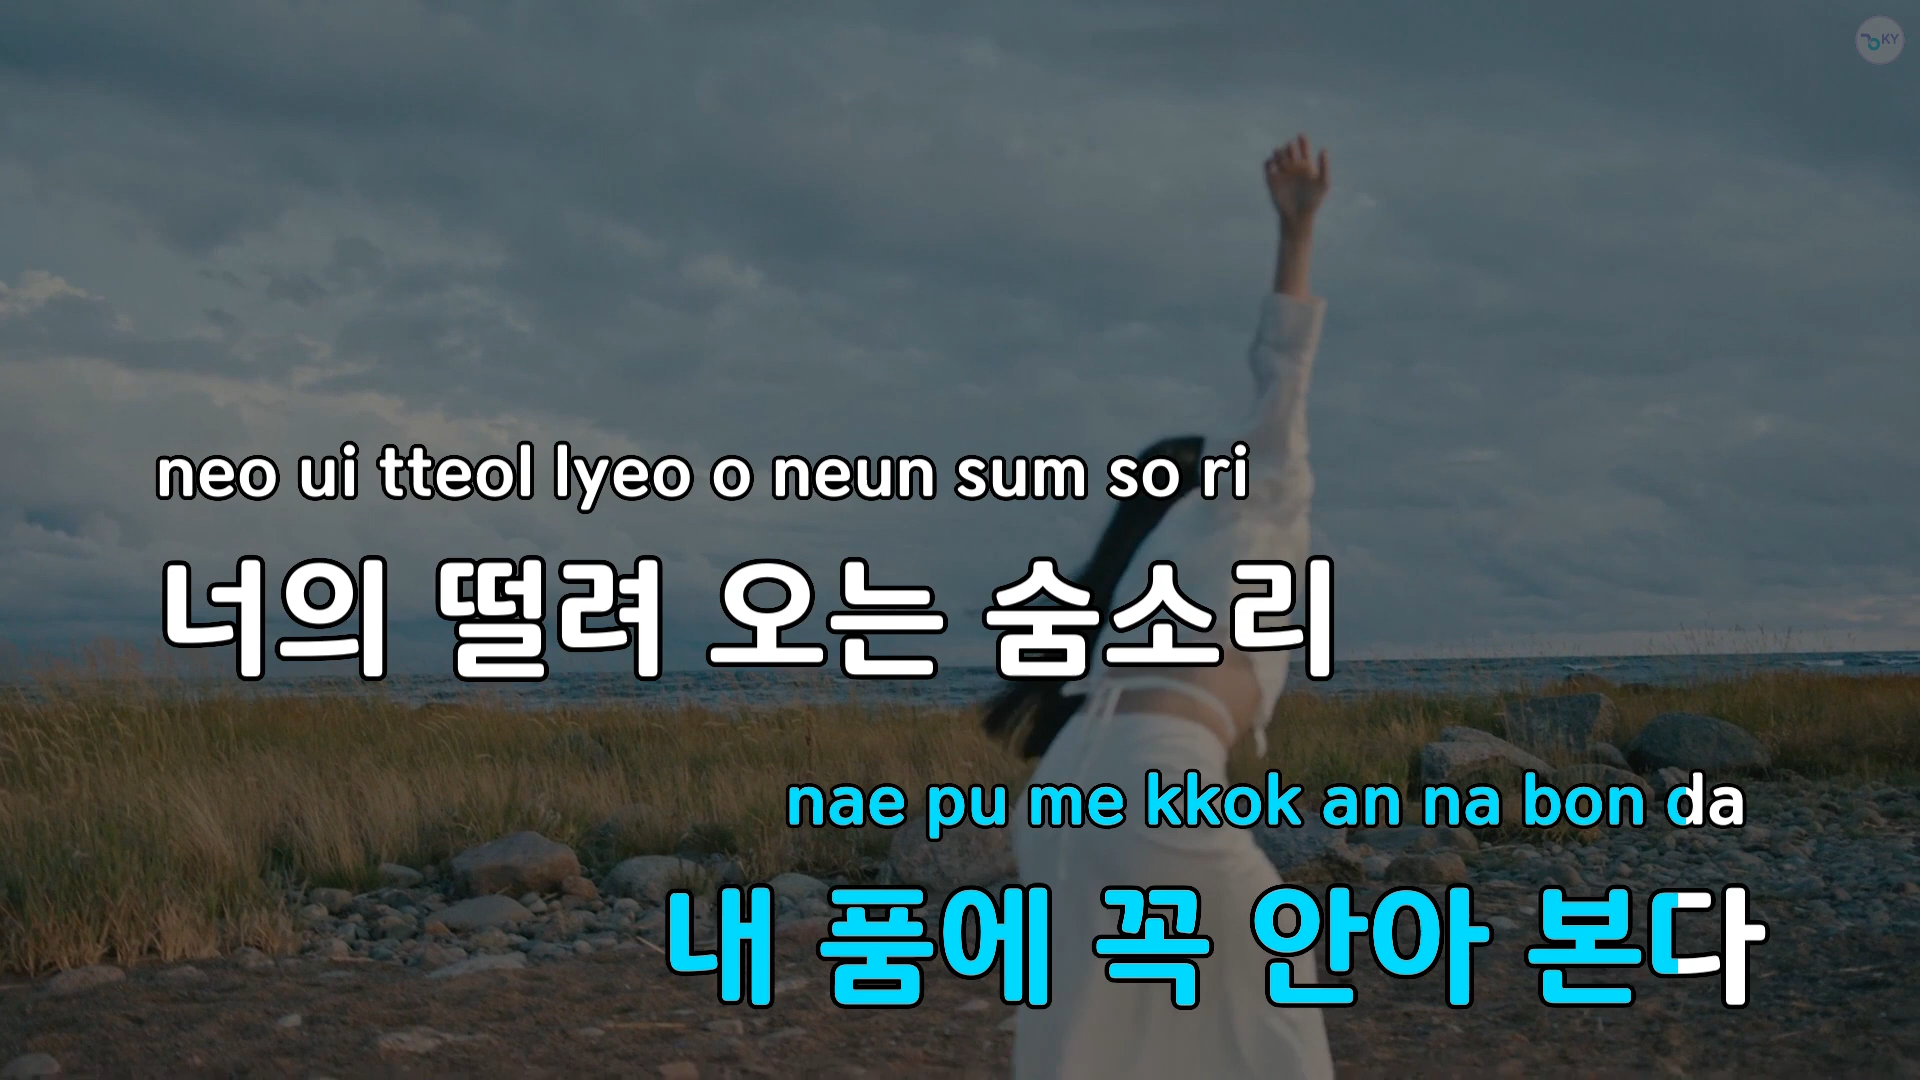 KY
neo ui tteol lyeo o neun sum so ri
너의 떨려 오는 숨소리
nae pu me kkok an na bon da
내 품에 꼭 안아 본다